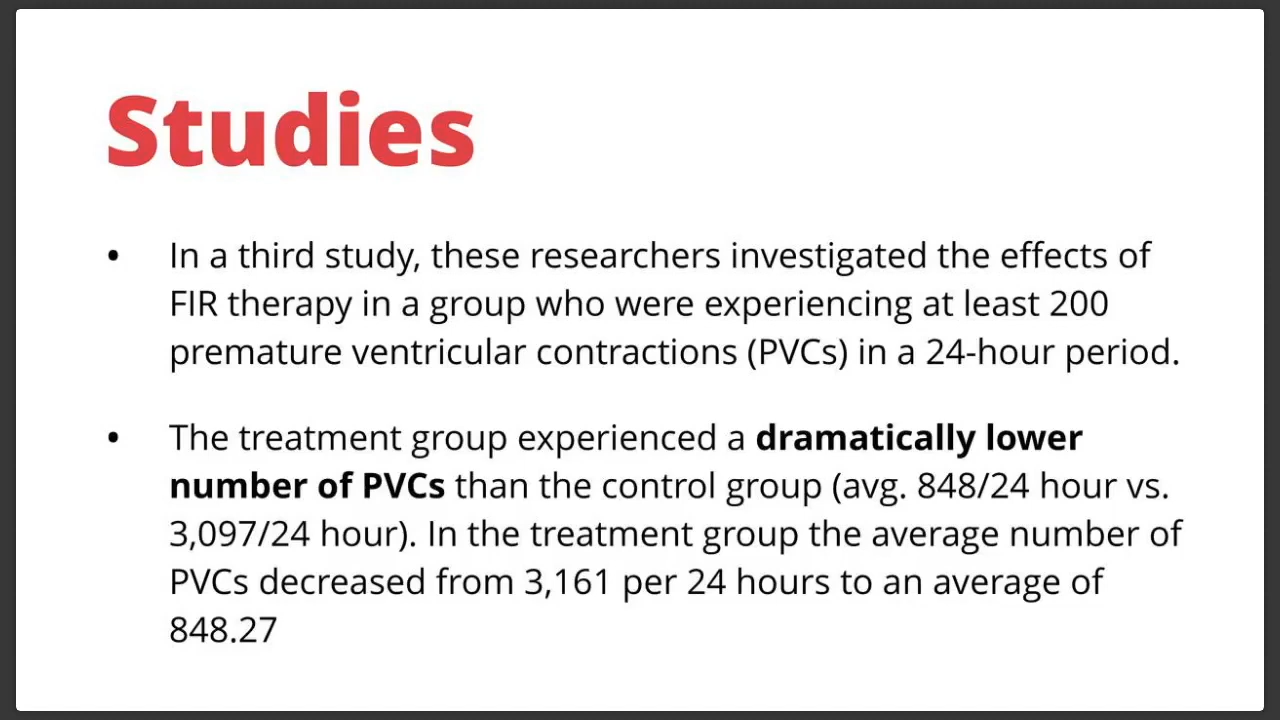 Studies
• In a third study, these researchers investigated the effects of
FIR therapy in a group who were experiencing at least 200
premature ventricular contractions (PVCs) in a 24-hour period.
• The treatment group experienced a dramatically lower
number of PVCs than the control group (avg. 848/24 hour vs.
3,097/24 hour). In the treatment group the average number of
PVCs decreased from 3,161 per 24 hours to an average of
848.27